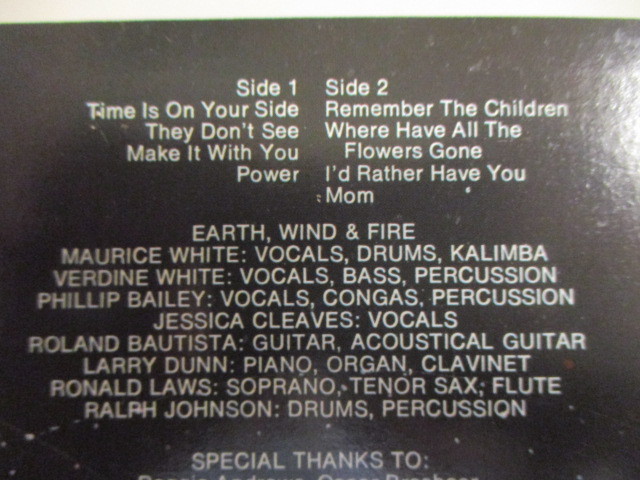 Side 1
Time Is On Your Side
They Don't See
Make It With You
Power
Side 2
Remember The Children
Where Have All The
Flowers Gone
I'd Rather Have You
Mom
EARTH, WIND & FIRE
MAURICE WHITE: VOCALS, DRUMS, KALIMBA
VERDINE WHITE: VOCALS, BASS, PERCUSSION
PHILLIP BAILEY: VOCALS, CONGAS, PERCUSSION
JESSICA CLEAVES: VOCALS
ROLAND BAUTISTA: GUITAR, ACOUSTICAL GUITAR
LARRY DUNN: PIANO, ORGAN, CLAVINET
RONALD LAWS: SOPRANO, TENOR SAX, FLUTE
RALPH JOHNSON: DRUMS, PERCUSSION
SPECIAL THANKS TO: